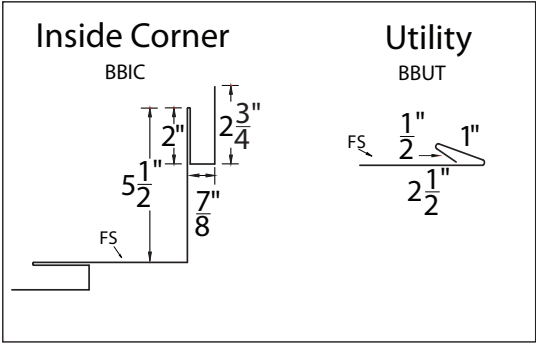 Inside Corner
BBIC
2"
2 3/4"
5 1/2"
7/8"
FS
Utility
BBUT
FS
1/2"
1"
2 1/2"